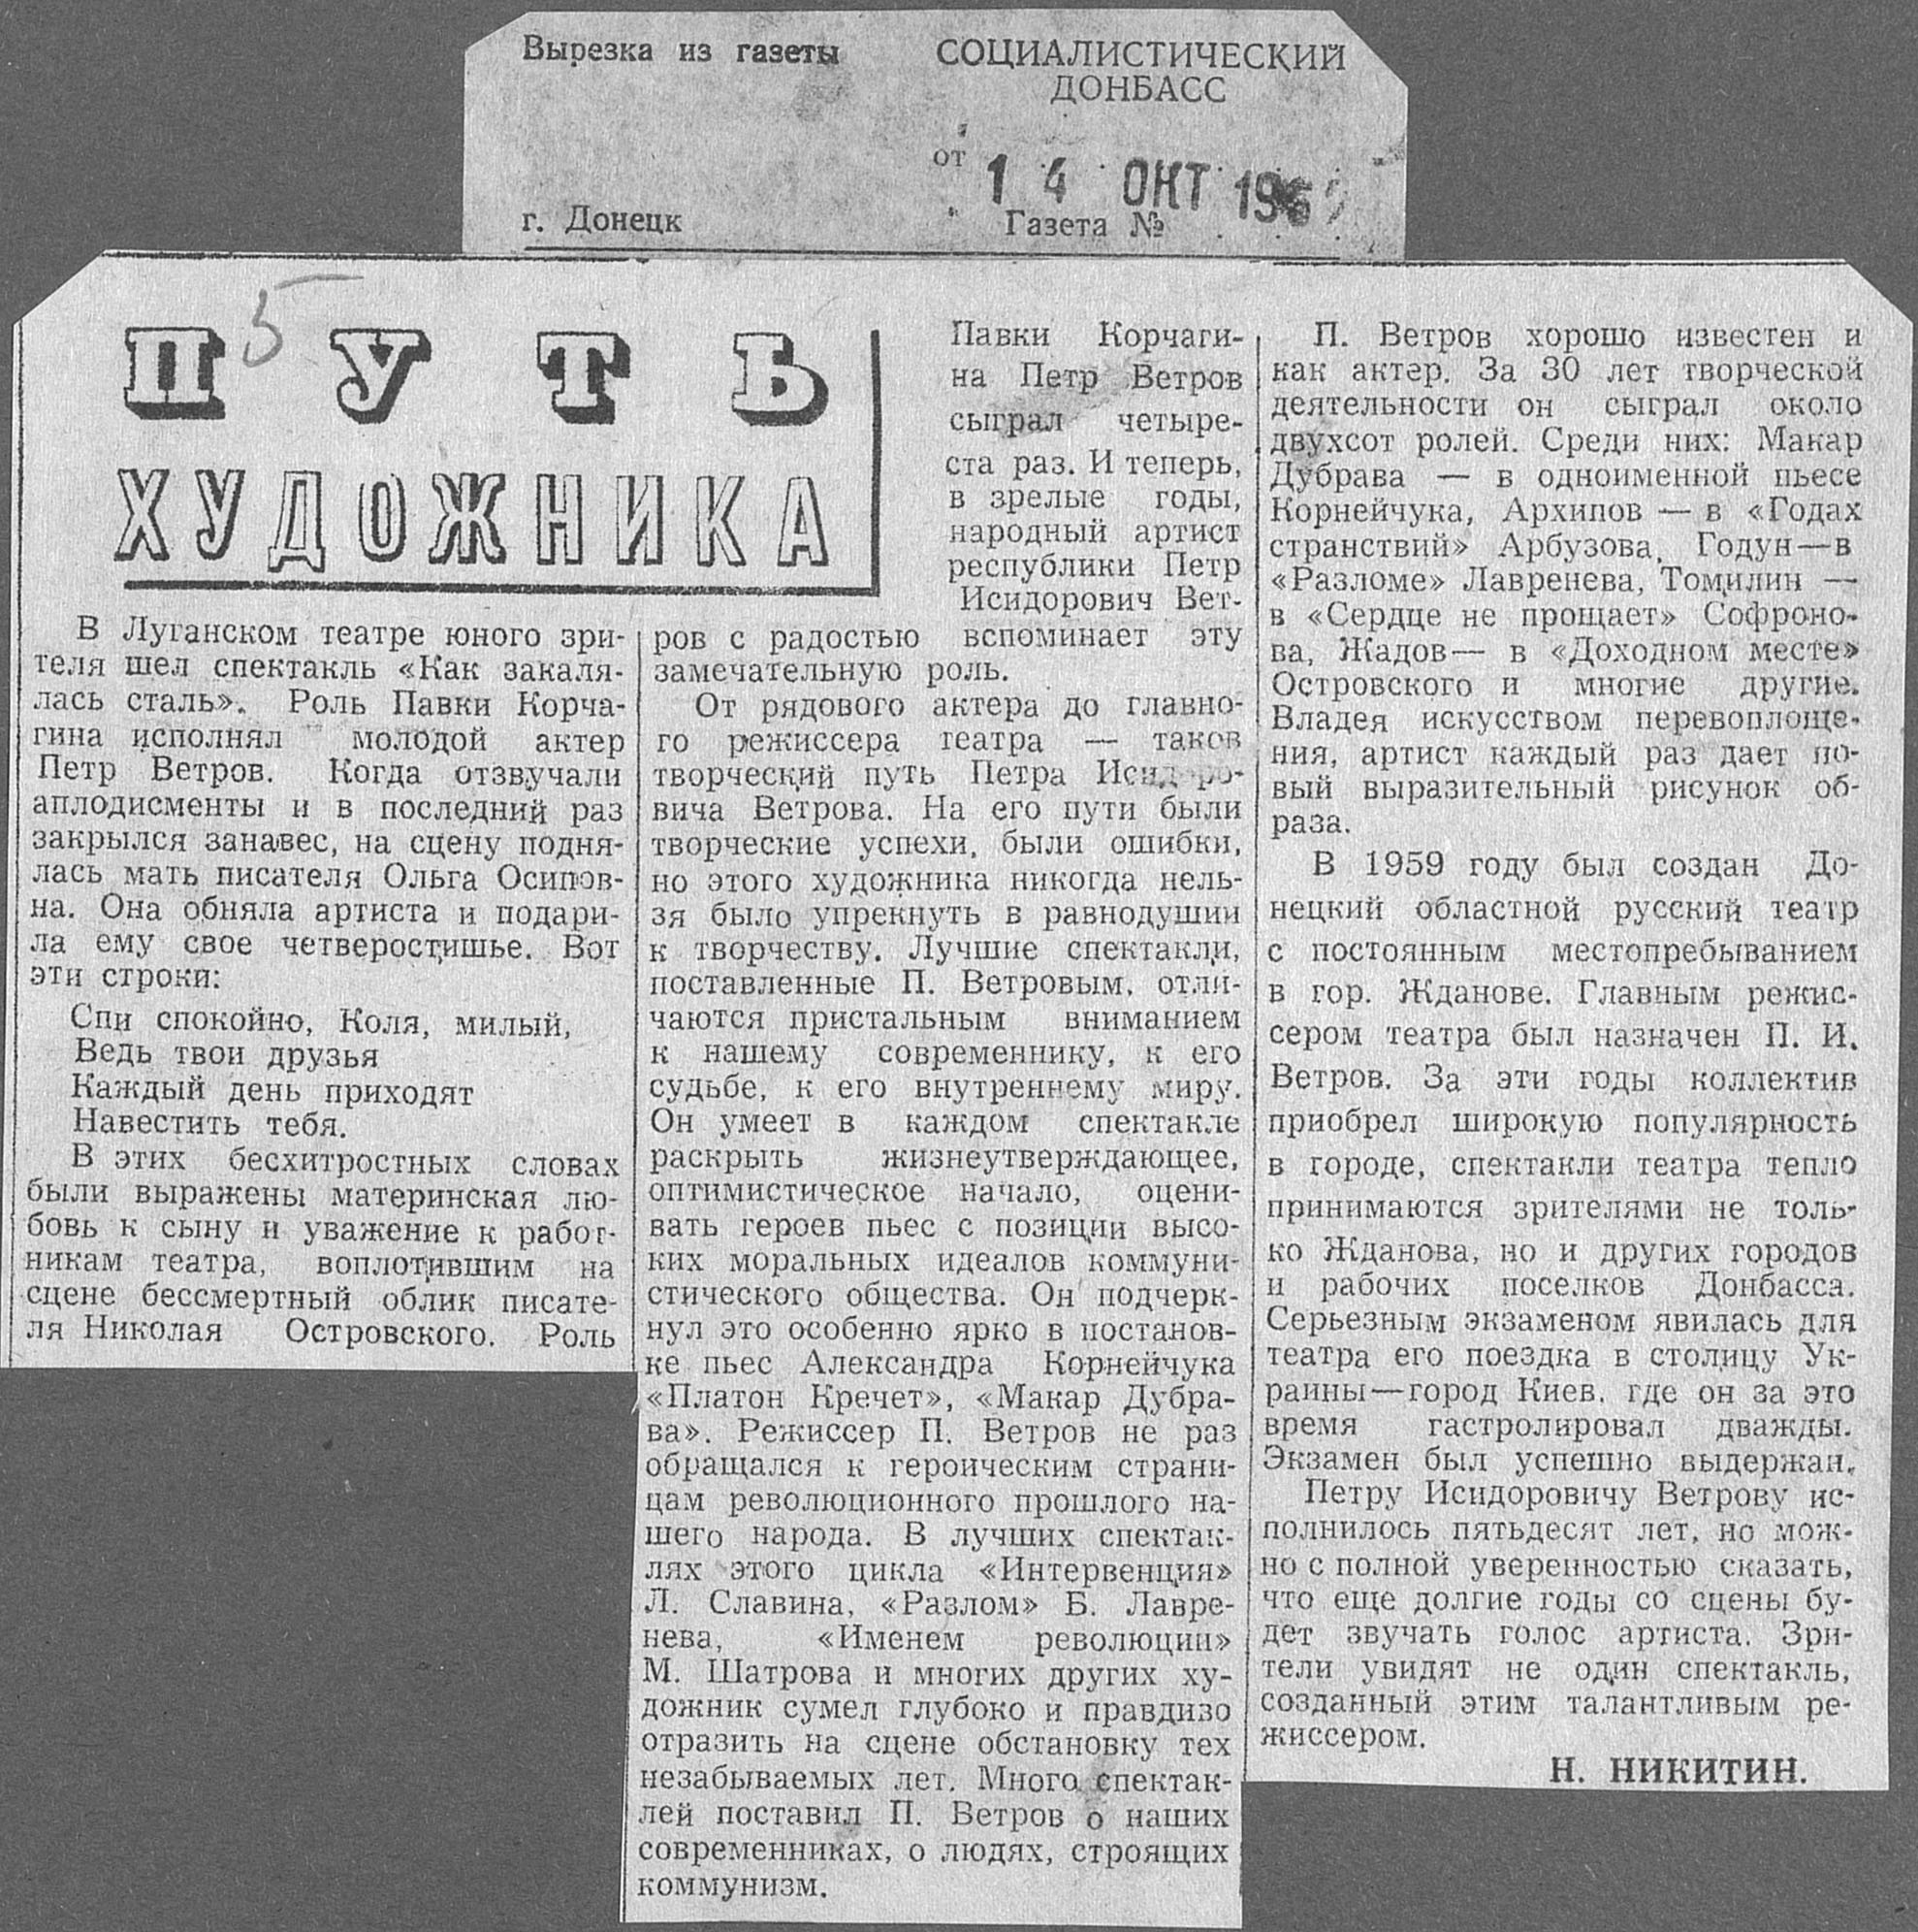 Вырезка из газеты
СОЦИАЛИСТИЧЕСКИЙ
ДОНБАСС
от 14 ОКТ 196
г. Донецк
Газета №
5
ПУТЬ
ХУДОЖНИКА
В Луганском театре юного зри-
теля шел спектакль «Как закаля-
лась сталь». Роль Павки Корча-
гина исполнял молодой актер
Петр Ветров. Когда отзвучали
аплодисменты и в последний раз
закрылся занавес, на сцену подня-
лась мать писателя Ольга Осипов-
на. Она обняла артиста и подари-
ла ему свое четверостишье. Вот
эти строки:
Спи спокойно, Коля, милый,
Ведь твои друзья
Каждый день приходят
Навестить тебя.
В этих бесхитростных словах
были выражены материнская лю-
бовь к сыну и уважение к работ-
никам театра, воплотившим на
сцене бессмертный облик писате-
ля Николая Островского. Роль
Павки Корчаги-
на Петр Ветров
сыграл четыре-
ста раз. И теперь,
в зрелые годы,
народный артист
республики Петр
Исидорович Вет-
ров с радостью вспоминает эту
замечательную роль.
От рядового актера до главно-
го режиссера театра — таков
творческий путь Петра Исидоро-
вича Ветрова. На его пути были
творческие успехи, были ошибки,
но этого художника никогда нель-
зя было упрекнуть в равнодушии
к творчеству. Лучшие спектакли,
поставленные П. Ветровым, отли-
чаются пристальным вниманием
к нашему современнику, к его
судьбе, к его внутреннему миру.
Он умеет в каждом спектакле
раскрыть жизнеутверждающее,
оптимистическое начало, оцени-
вать героев пьес с позиции высо-
ких моральных идеалов коммуни-
стического общества. Он подчерк-
нул это особенно ярко в постанов-
ке пьес Александра Корнейчука
«Платон Кречет», «Макар Дубра-
ва». Режиссер П. Ветров не раз
обращался к героическим страни-
цам революционного прошлого на-
шего народа. В лучших спектак-
лях этого цикла «Интервенция»
Л. Славина, «Разлом» Б. Лавре-
нева, «Именем революции»
М. Шатрова и многих других ху-
дожник сумел глубоко и правдиво
отразить на сцене обстановку тех
незабываемых лет. Много спектак-
лей поставил П. Ветров о наших
современниках, о людях, строящих
коммунизм.
П. Ветров хорошо известен и
как актер. За 30 лет творческой
деятельности он сыграл около
двухсот ролей. Среди них: Макар
Дубрава — в одноименной пьесе
Корнейчука, Архипов — в «Годах
странствий» Арбузова, Годун—в
«Разломе» Лавренева, Томилин —
в «Сердце не прощает» Софроно-
ва, Жадов— в «Доходном месте»
Островского и многие другие.
Владея искусством перевоплоще-
ния, артист каждый раз дает но-
вый выразительный рисунок об-
раза.
В 1959 году был создан До-
нецкий областной русский театр
с постоянным местопребыванием
в гор. Жданове. Главным режис-
сером театра был назначен П. И.
Ветров. За эти годы коллектив
приобрел широкую популярность
в городе, спектакли театра тепло
принимаются зрителями не толь-
ко Жданова, но и других городов
и рабочих поселков Донбасса.
Серьезным экзаменом явилась для
театра его поездка в столицу Ук-
раины—город Киев, где он за это
время гастролировал дважды.
Экзамен был успешно выдержан.
Петру Исидоровичу Ветрову ис-
полнилось пятьдесят лет, но мож-
но с полной уверенностью сказать,
что еще долгие годы со сцены бу-
дет звучать голос артиста. Зри-
тели увидят не один спектакль,
созданный этим талантливым ре-
жиссером.
Н. НИКИТИН.